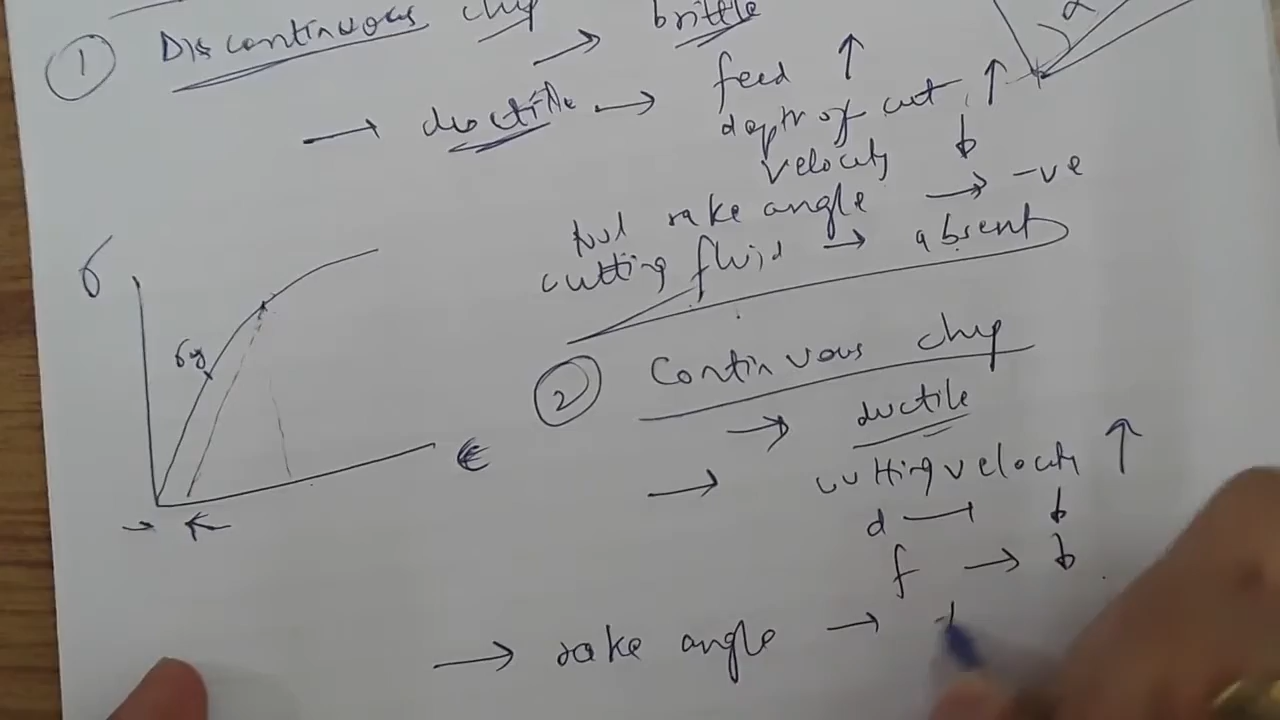 ① Discontinuous chip
→ brittle
→ ductile → feed ↑
depth of cut ↑
velocity ↓
rake angle → -ve
cutting fluid → absent
α
σ
σy
ε
② Continuous chip
→ ductile
→ cutting velocity ↑
d → ↓
f → ↓
→ rake angle → +